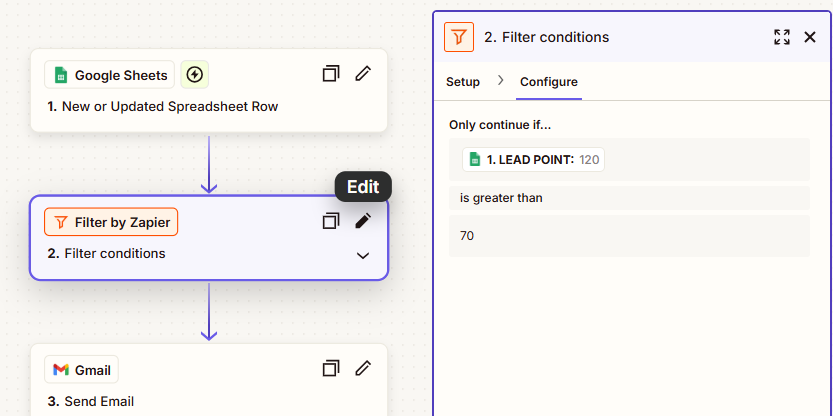 Google Sheets
1. New or Updated Spreadsheet Row
Edit
Filter by Zapier
2. Filter conditions
Gmail
3. Send Email
2. Filter conditions
Setup
Configure
Only continue if...
1. LEAD POINT: 120
is greater than
70